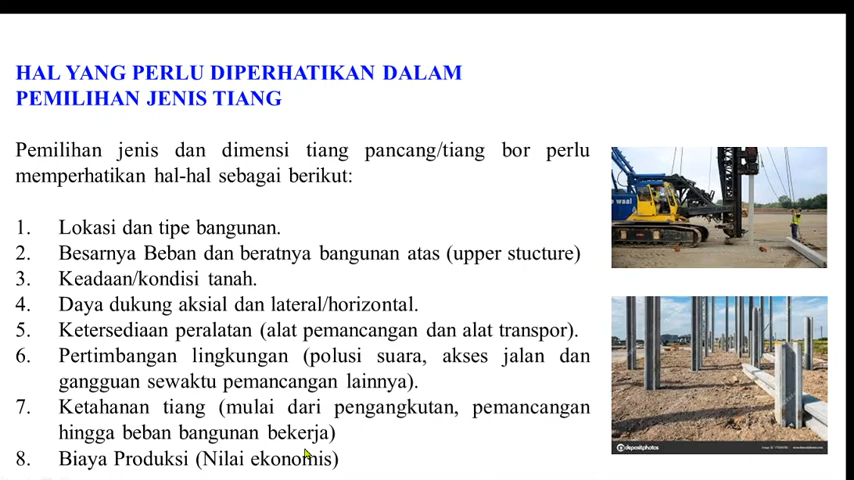 HAL YANG PERLU DIPERHATIKAN DALAM
PEMILIHAN JENIS TIANG
Pemilihan jenis dan dimensi tiang pancang/tiang bor perlu
memperhatikan hal-hal sebagai berikut:
1. Lokasi dan tipe bangunan.
2. Besarnya Beban dan beratnya bangunan atas (upper stucture)
3. Keadaan/kondisi tanah.
4. Daya dukung aksial dan lateral/horizontal.
5. Ketersediaan peralatan (alat pemancangan dan alat transpor).
6. Pertimbangan lingkungan (polusi suara, akses jalan dan
gangguan sewaktu pemancangan lainnya).
7. Ketahanan tiang (mulai dari pengangkutan, pemancangan
hingga beban bangunan bekerja)
8. Biaya Produksi (Nilai ekonomis)
waal
depositphotos